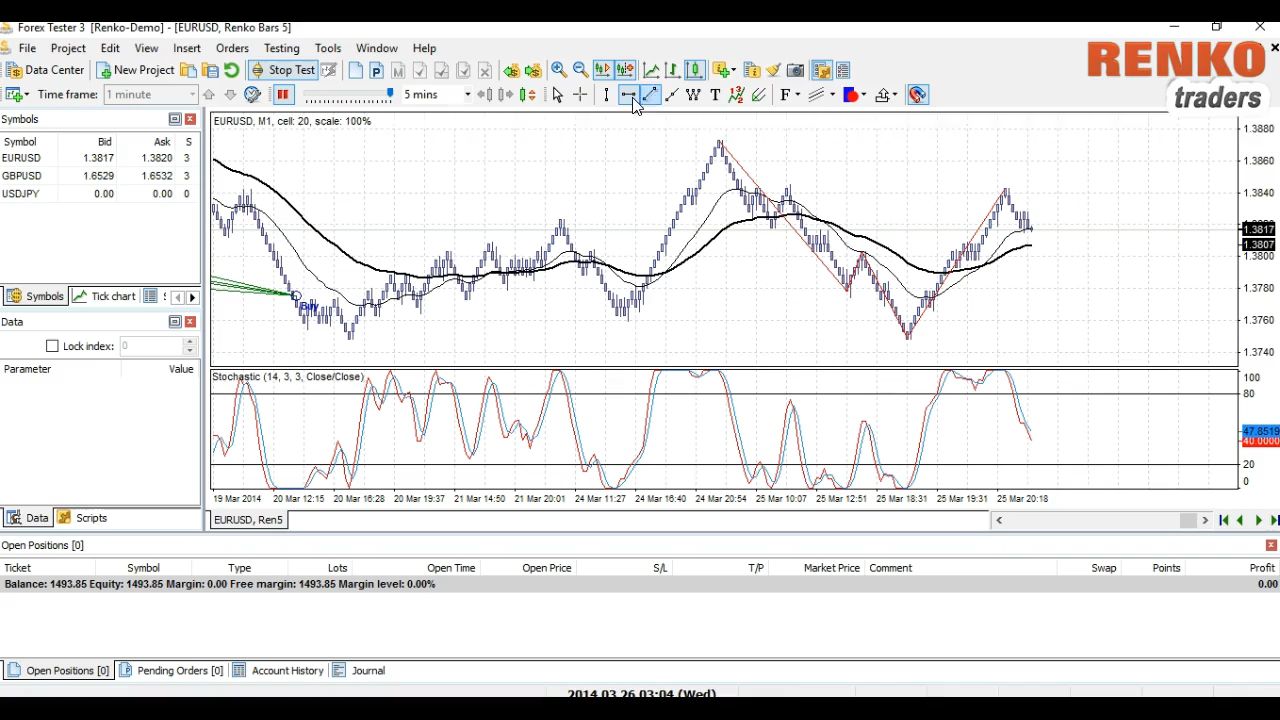 Forex Tester 3 [Renko-Demo] - [EURUSD, Renko Bars 5]
File Project Edit View Insert Orders Testing Tools Window Help
RENKO
traders
Data Center New Project Stop Test
Time frame: 1 minute 5 mins
Symbols
Symbol Bid Ask S
EURUSD 1.3817 1.3820 3
GBPUSD 1.6529 1.6532 3
USDJPY 0.00 0.00 0
Symbols Tick chart
Data
Lock index: 0
Parameter Value
Data Scripts
EURUSD, M1, cell: 20, scale: 100%
1.3880
1.3860
1.3840
1.3817
1.3807
1.3800
1.3780
1.3760
1.3740
Buy
Stochastic (14, 3, 3, Close/Close)
100
80
47.8519
40.0000
20
0
19 Mar 2014 20 Mar 12:15 20 Mar 16:28 20 Mar 19:37 21 Mar 14:50 21 Mar 20:01 24 Mar 11:27 24 Mar 16:40 24 Mar 20:54 25 Mar 10:07 25 Mar 12:51 25 Mar 18:31 25 Mar 19:31 25 Mar 20:18
EURUSD, Ren5
Open Positions [0]
Ticket Symbol Type Lots Open Time Open Price S/L T/P Market Price Comment Swap Points Profit
Balance: 1493.85 Equity: 1493.85 Margin: 0.00 Free margin: 1493.85 Margin level: 0.00% 0.00
Open Positions [0] Pending Orders [0] Account History Journal
2014.03.26 03:04 (Wed)